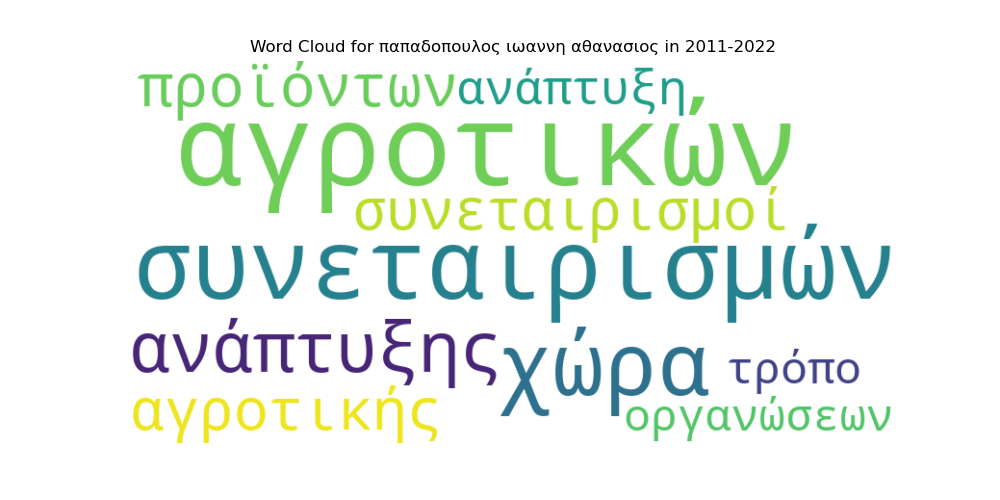 Word Cloud for παπαδοπουλος ιωαννη αθανασιος in 2011-2022
προϊόντων ανάπτυξη
αγροτικών
συνεταιρισμοί
συνεταιρισμών
ανάπτυξης χώρα τρόπο
αγροτικής οργανώσεων